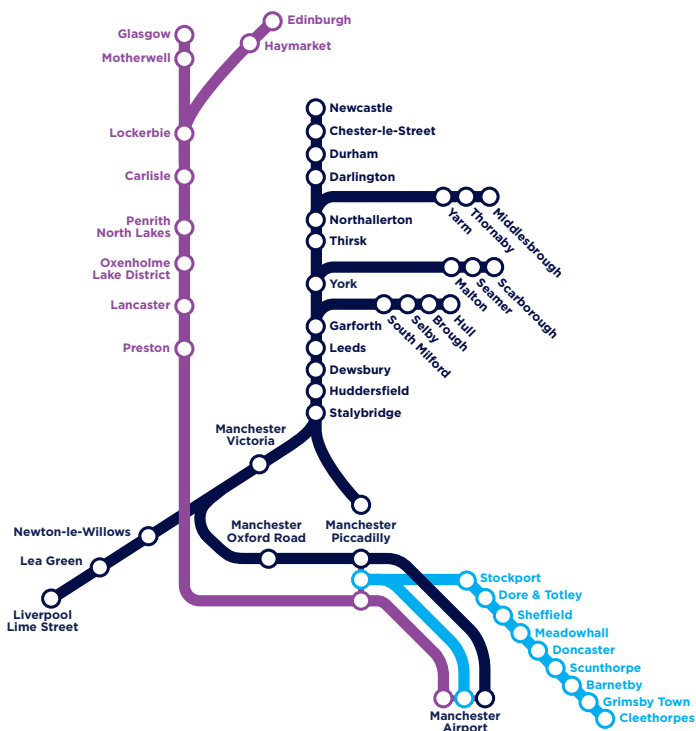 Edinburgh
Glasgow
Haymarket
Motherwell
Lockerbie
Carlisle
Penrith
North Lakes
Oxenholme
Lake District
Lancaster
Preston
Newcastle
Chester-le-Street
Durham
Darlington
Yarm
Thornaby
Middlesbrough
Northallerton
Thirsk
Malton
Seamer
Scarborough
York
South Milford
Selby
Brough
Hull
Garforth
Leeds
Dewsbury
Huddersfield
Stalybridge
Manchester
Victoria
Newton-le-Willows
Lea Green
Liverpool
Lime Street
Manchester
Oxford Road
Manchester
Piccadilly
Stockport
Dore & Totley
Sheffield
Meadowhall
Doncaster
Scunthorpe
Barnetby
Grimsby Town
Cleethorpes
Manchester
Airport